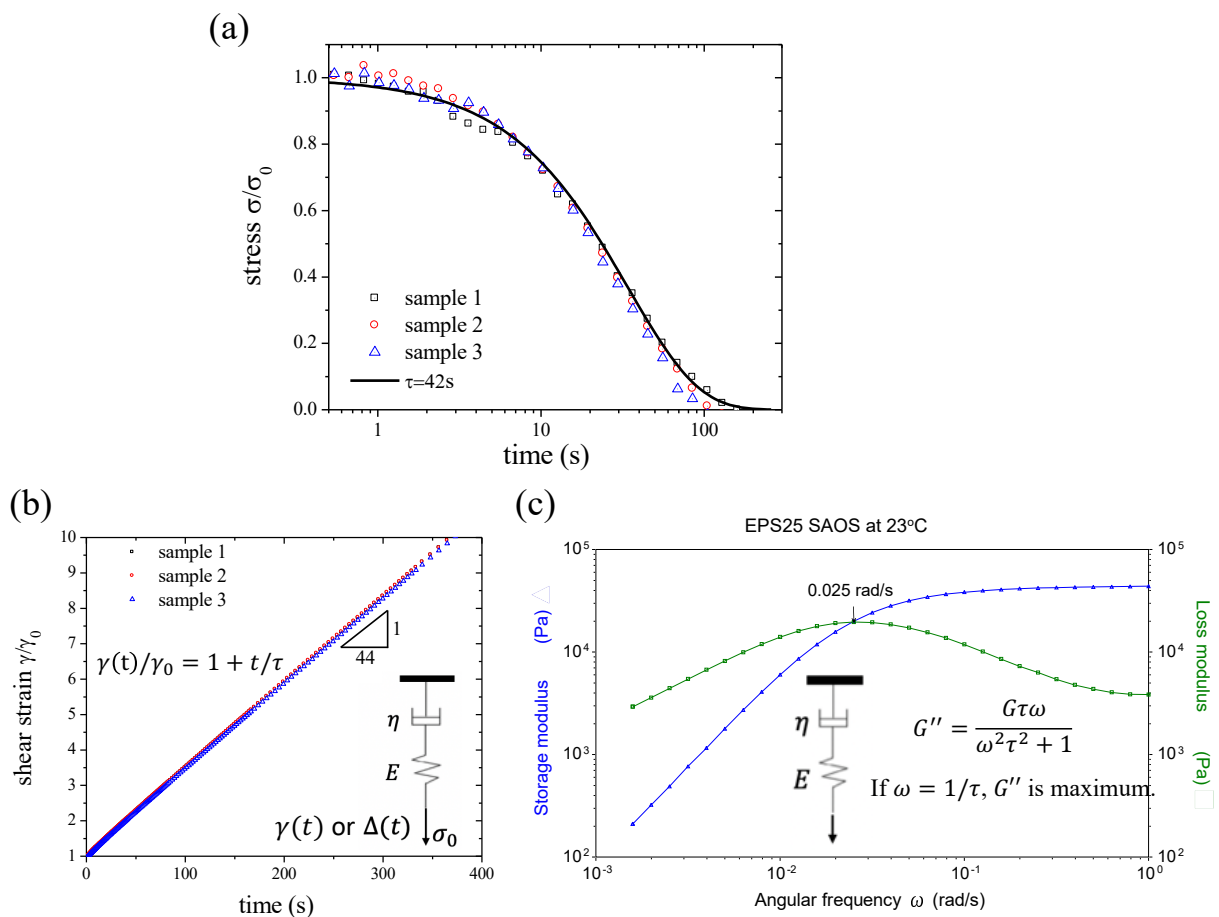 (a)
1.0
0.8
0.6
0.4
0.2
0.0
stress σ/σ0
sample 1
sample 2
sample 3
τ=42s
1
10
100
time (s)
(b)
10
9
8
7
6
5
4
3
2
1
shear strain γ/γ0
sample 1
sample 2
sample 3
γ(t)/γ0 = 1 + t/τ
1
44
η
E
γ(t) or Δ(t)
σ0
0
100
200
300
400
time (s)
(c)
EPS25 SAOS at 23°C
10^5
10^4
10^3
10^2
Storage modulus (Pa)
0.025 rad/s
η
E
G'' = Gτω / ω²τ² + 1
If ω = 1/τ, G'' is maximum.
10^5
10^4
10^3
10^2
Loss modulus (Pa)
10^-3
10^-2
10^-1
10^0
Angular frequency ω (rad/s)